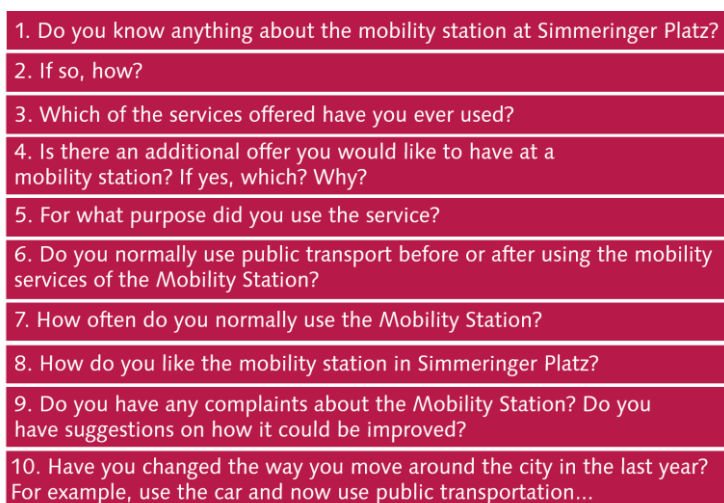 1. Do you know anything about the mobility station at Simmeringer Platz?
2. If so, how?
3. Which of the services offered have you ever used?
4. Is there an additional offer you would like to have at a
mobility station? If yes, which? Why?
5. For what purpose did you use the service?
6. Do you normally use public transport before or after using the mobility
services of the Mobility Station?
7. How often do you normally use the Mobility Station?
8. How do you like the mobility station in Simmeringer Platz?
9. Do you have any complaints about the Mobility Station? Do you
have suggestions on how it could be improved?
10. Have you changed the way you move around the city in the last year?
For example, use the car and now use public transportation...